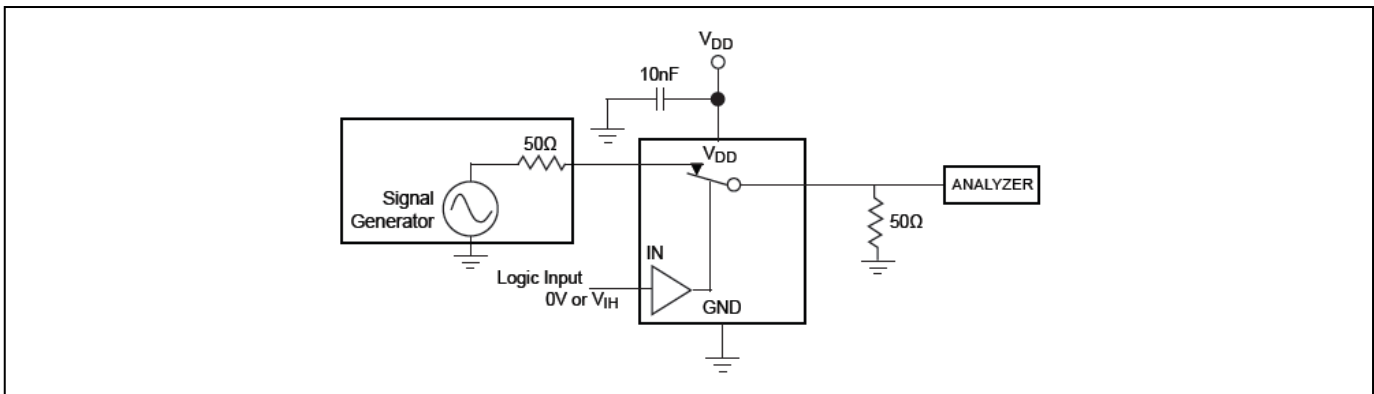 VDD
10nF
50Ω
VDD
Signal
Generator
ANALYZER
50Ω
IN
Logic Input
0V or VIH
GND